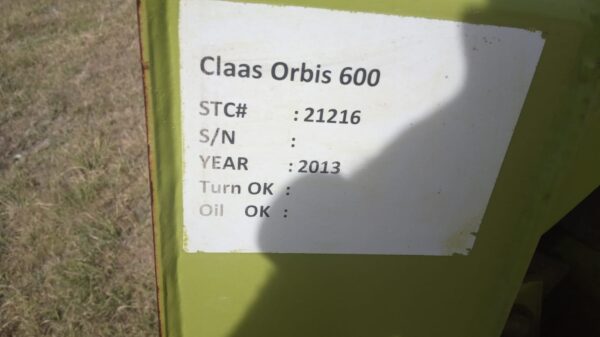 Claas Orbis 600
STC# : 21216
S/N :
YEAR : 2013
Turn OK :
Oil OK :